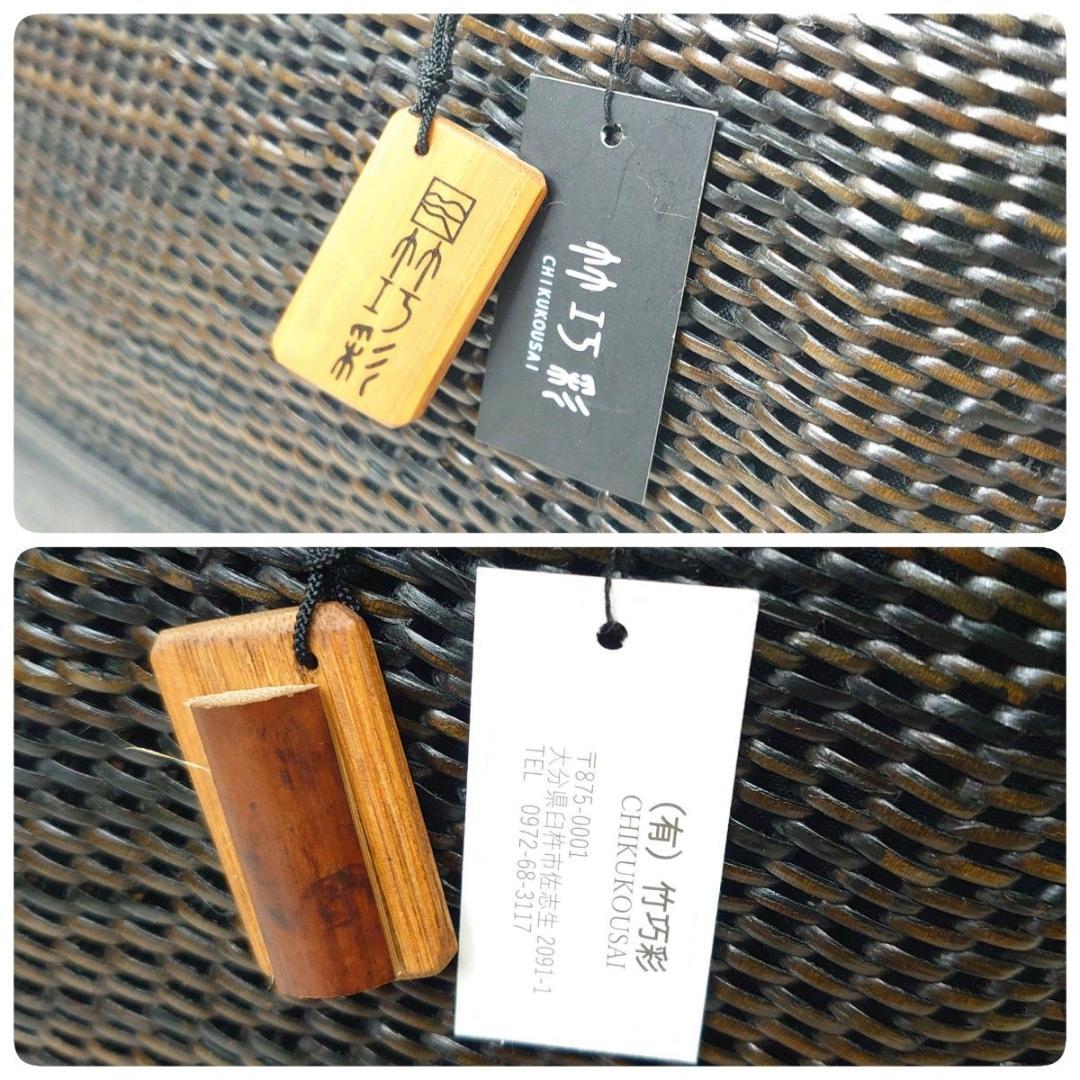 竹巧彩
竹巧彩
CHIKUKOUSAI
(有) 竹巧彩
CHIKUKOUSAI
〒875-0001
大分県臼杵市佐志生 2091-1
TEL 0972-68-3117